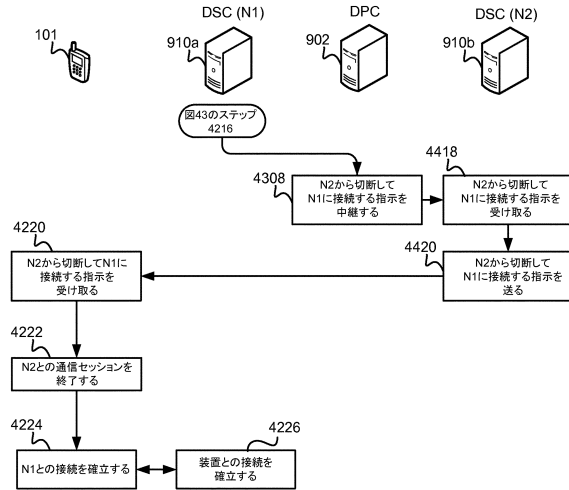 DSC (N1)
DPC
DSC (N2)
101
910a
902
910b
図43のステップ
4216
4308
N2から切断して
N1に接続する指示を
中継する
4418
N2から切断して
N1に接続する指示を
受け取る
4220
N2から切断してN1に
接続する指示を
受け取る
4420
N2から切断して
N1に接続する指示を
送る
4222
N2との通信セッションを
終了する
4224
N1との接続を確立する
4226
装置との接続を
確立する